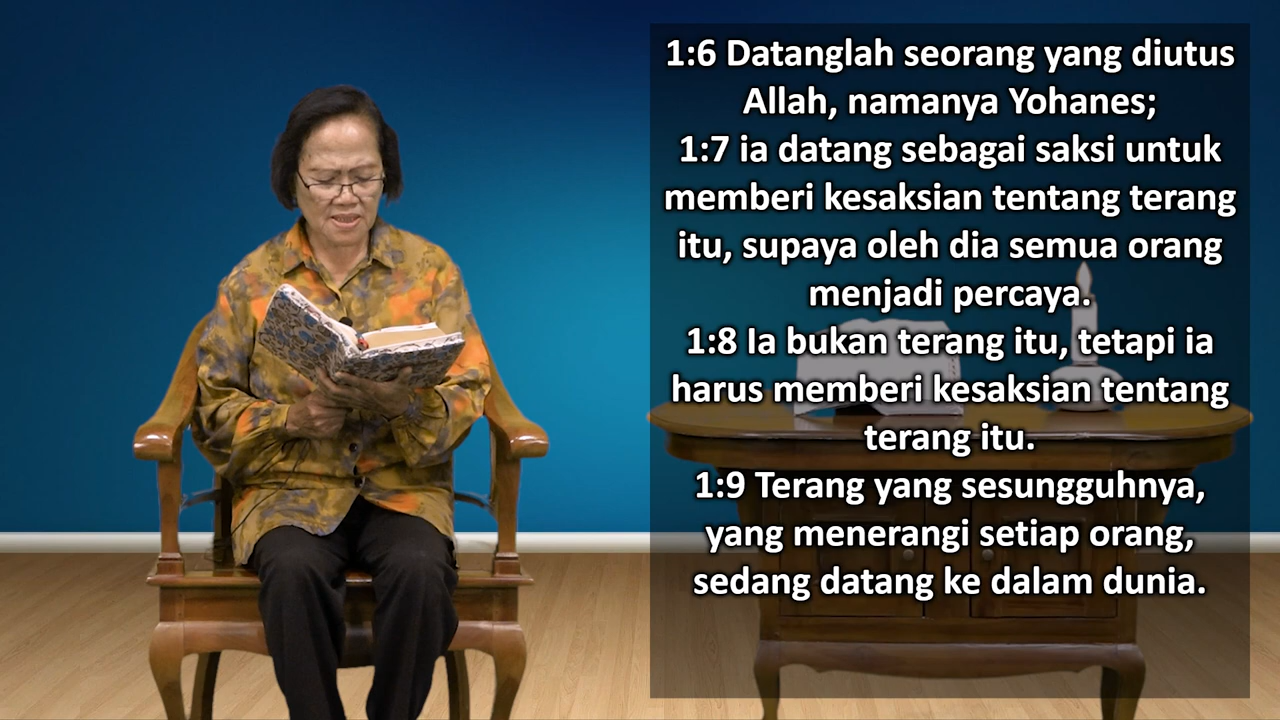 1:6 Datanglah seorang yang diutus
Allah, namanya Yohanes;
1:7 ia datang sebagai saksi untuk
memberi kesaksian tentang terang
itu, supaya oleh dia semua orang
menjadi percaya.
1:8 Ia bukan terang itu, tetapi ia
harus memberi kesaksian tentang
terang itu.
1:9 Terang yang sesungguhnya,
yang menerangi setiap orang,
sedang datang ke dalam dunia.